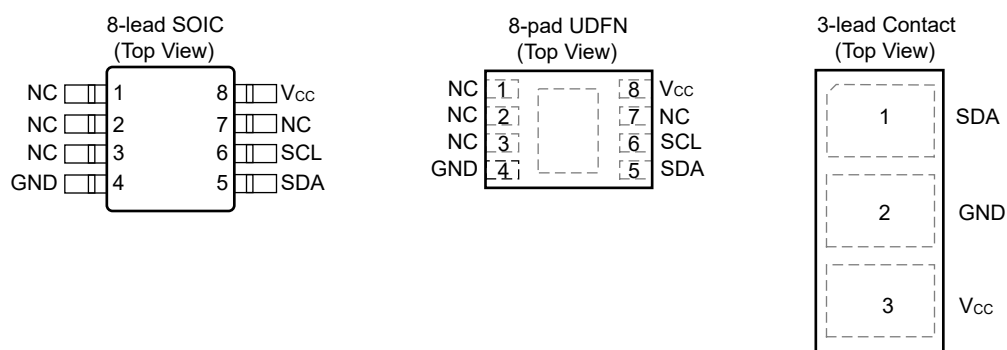 8-lead SOIC
(Top View)
NC 1 8 Vcc
NC 2 7 NC
NC 3 6 SCL
GND 4 5 SDA
8-pad UDFN
(Top View)
NC 1 8 Vcc
NC 2 7 NC
NC 3 6 SCL
GND 4 5 SDA
3-lead Contact
(Top View)
1 SDA
2 GND
3 Vcc